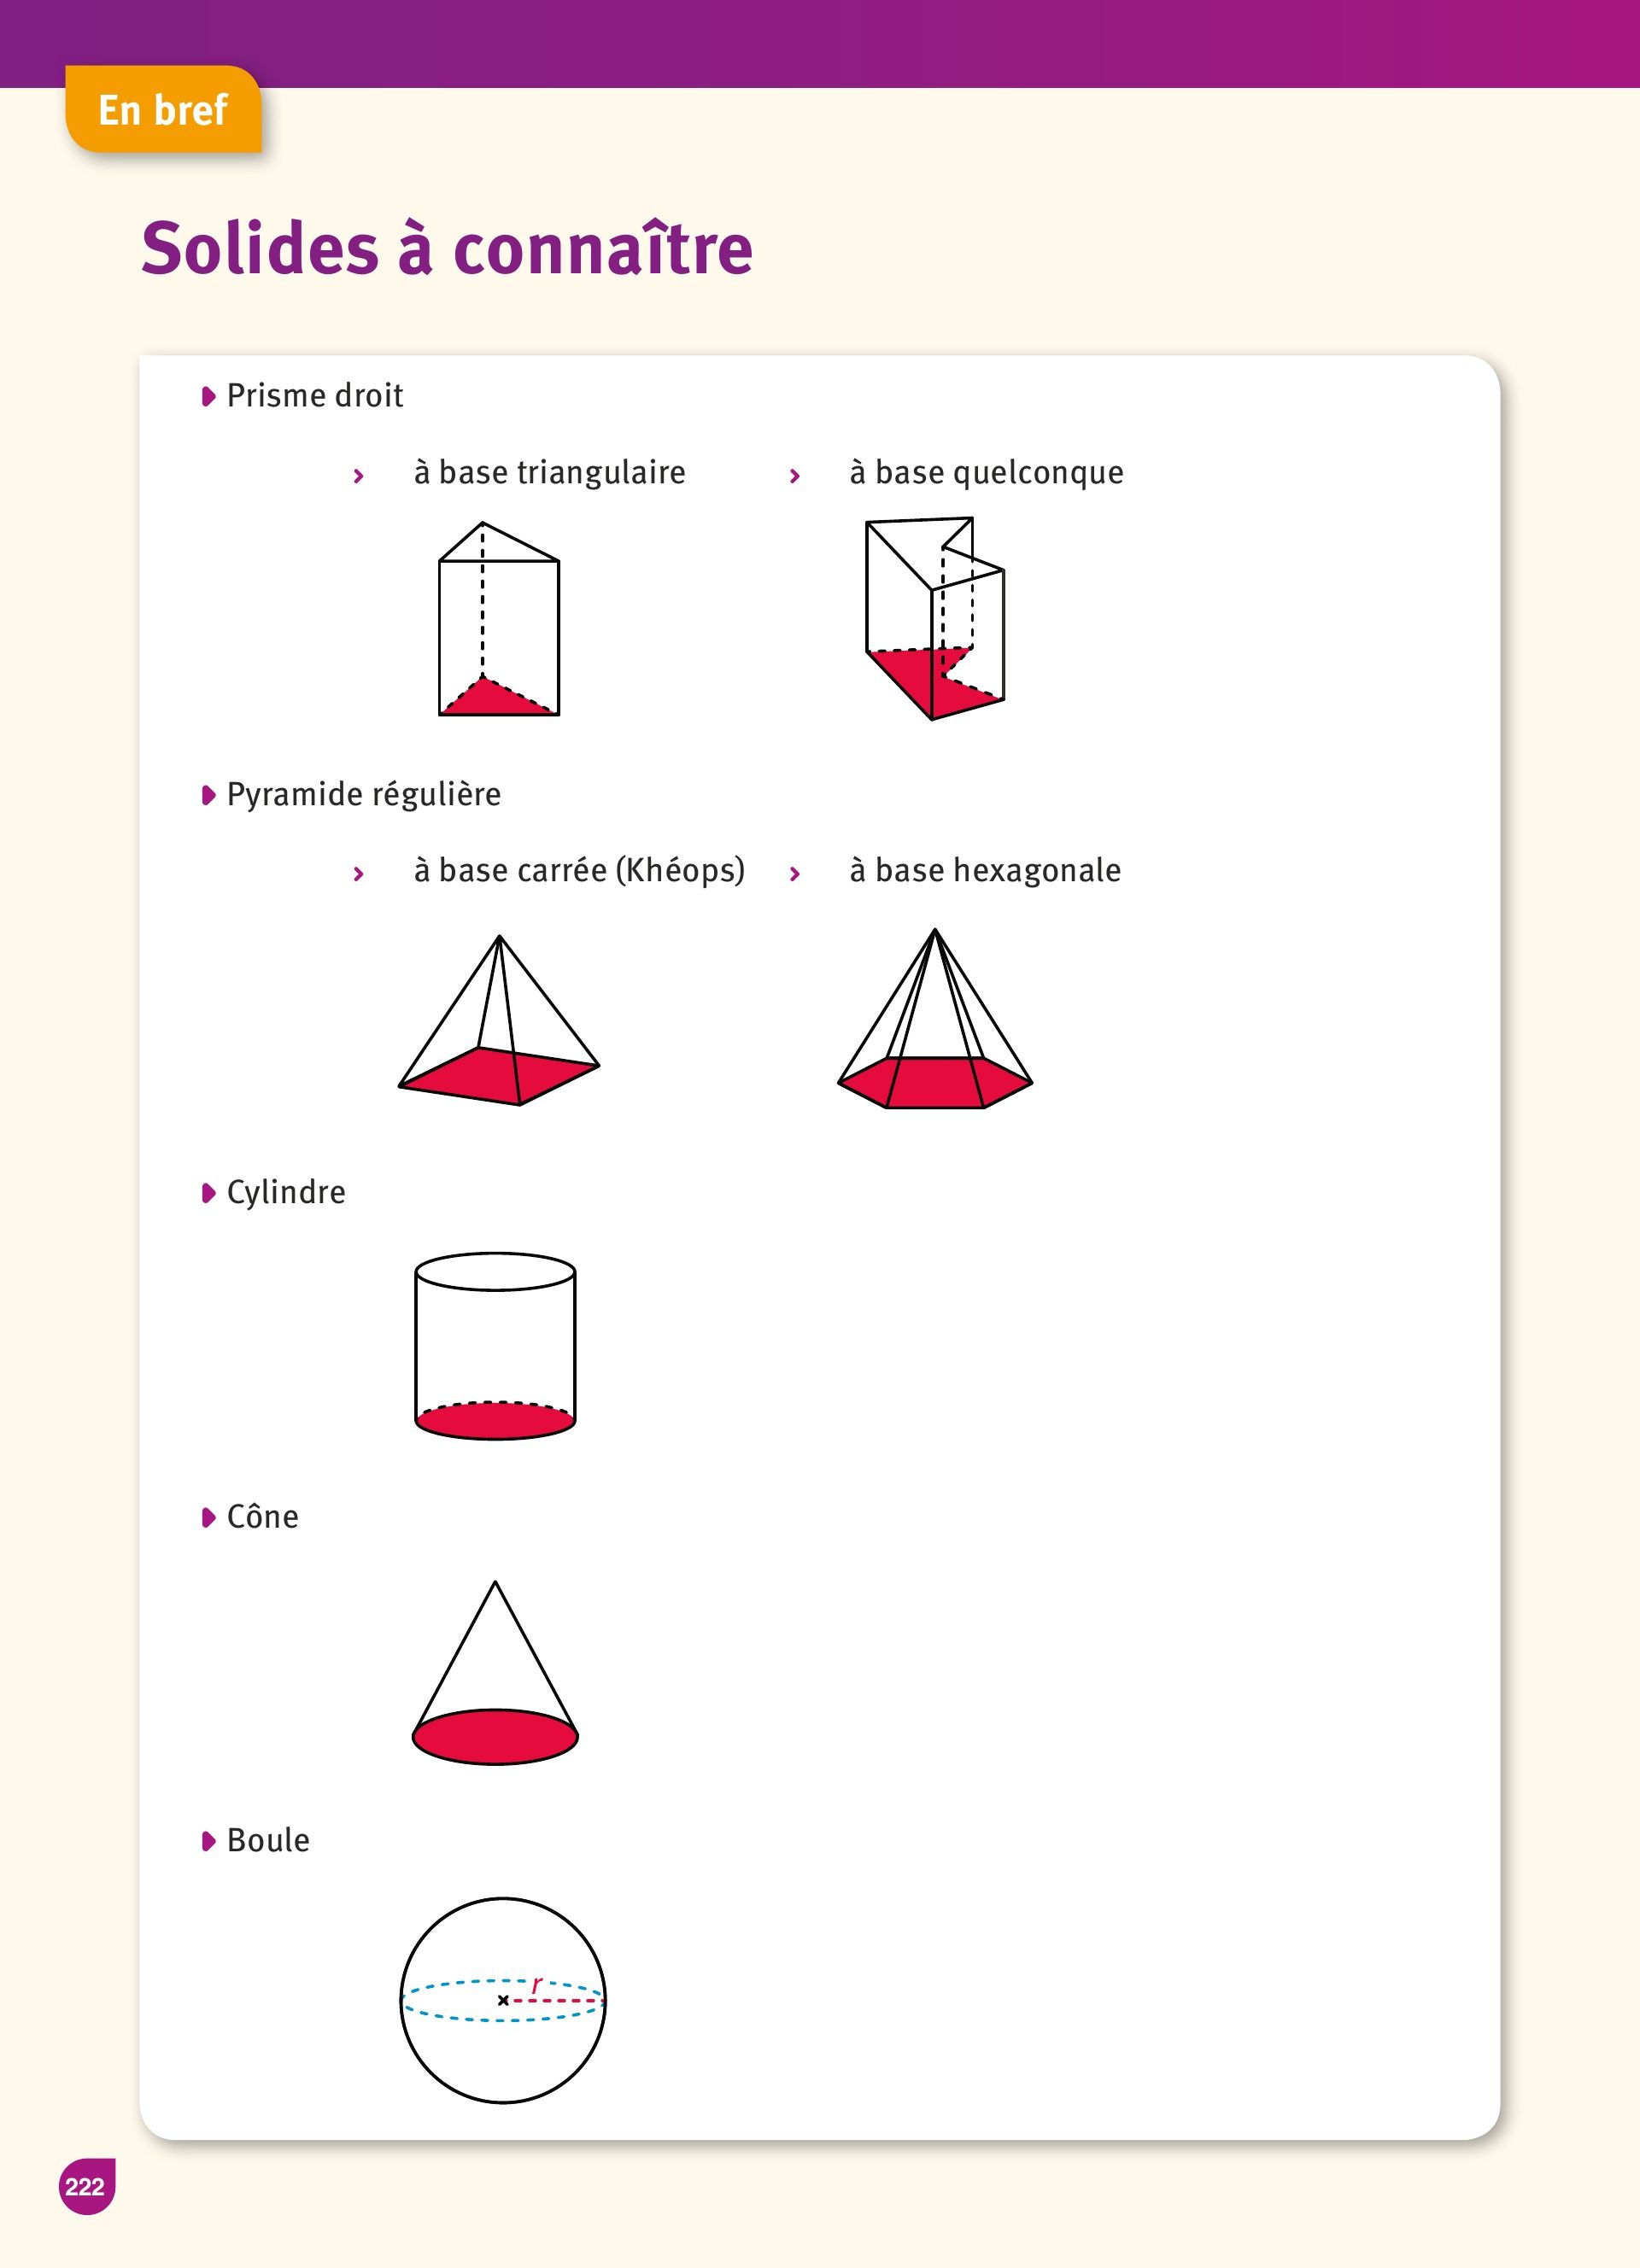 En bref
Solides à connaître
Prisme droit
à base triangulaire
à base quelconque
Pyramide régulière
à base carrée (Khéops)
à base hexagonale
Cylindre
Cône
Boule
r
222